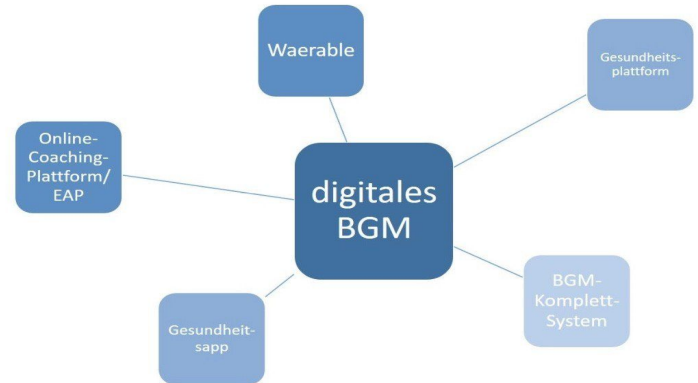 Waerable
Gesundheits-
plattform
Online-
Coaching-
Plattform/
EAP
digitales
BGM
BGM-
Komplett-
System
Gesundheit-
sapp